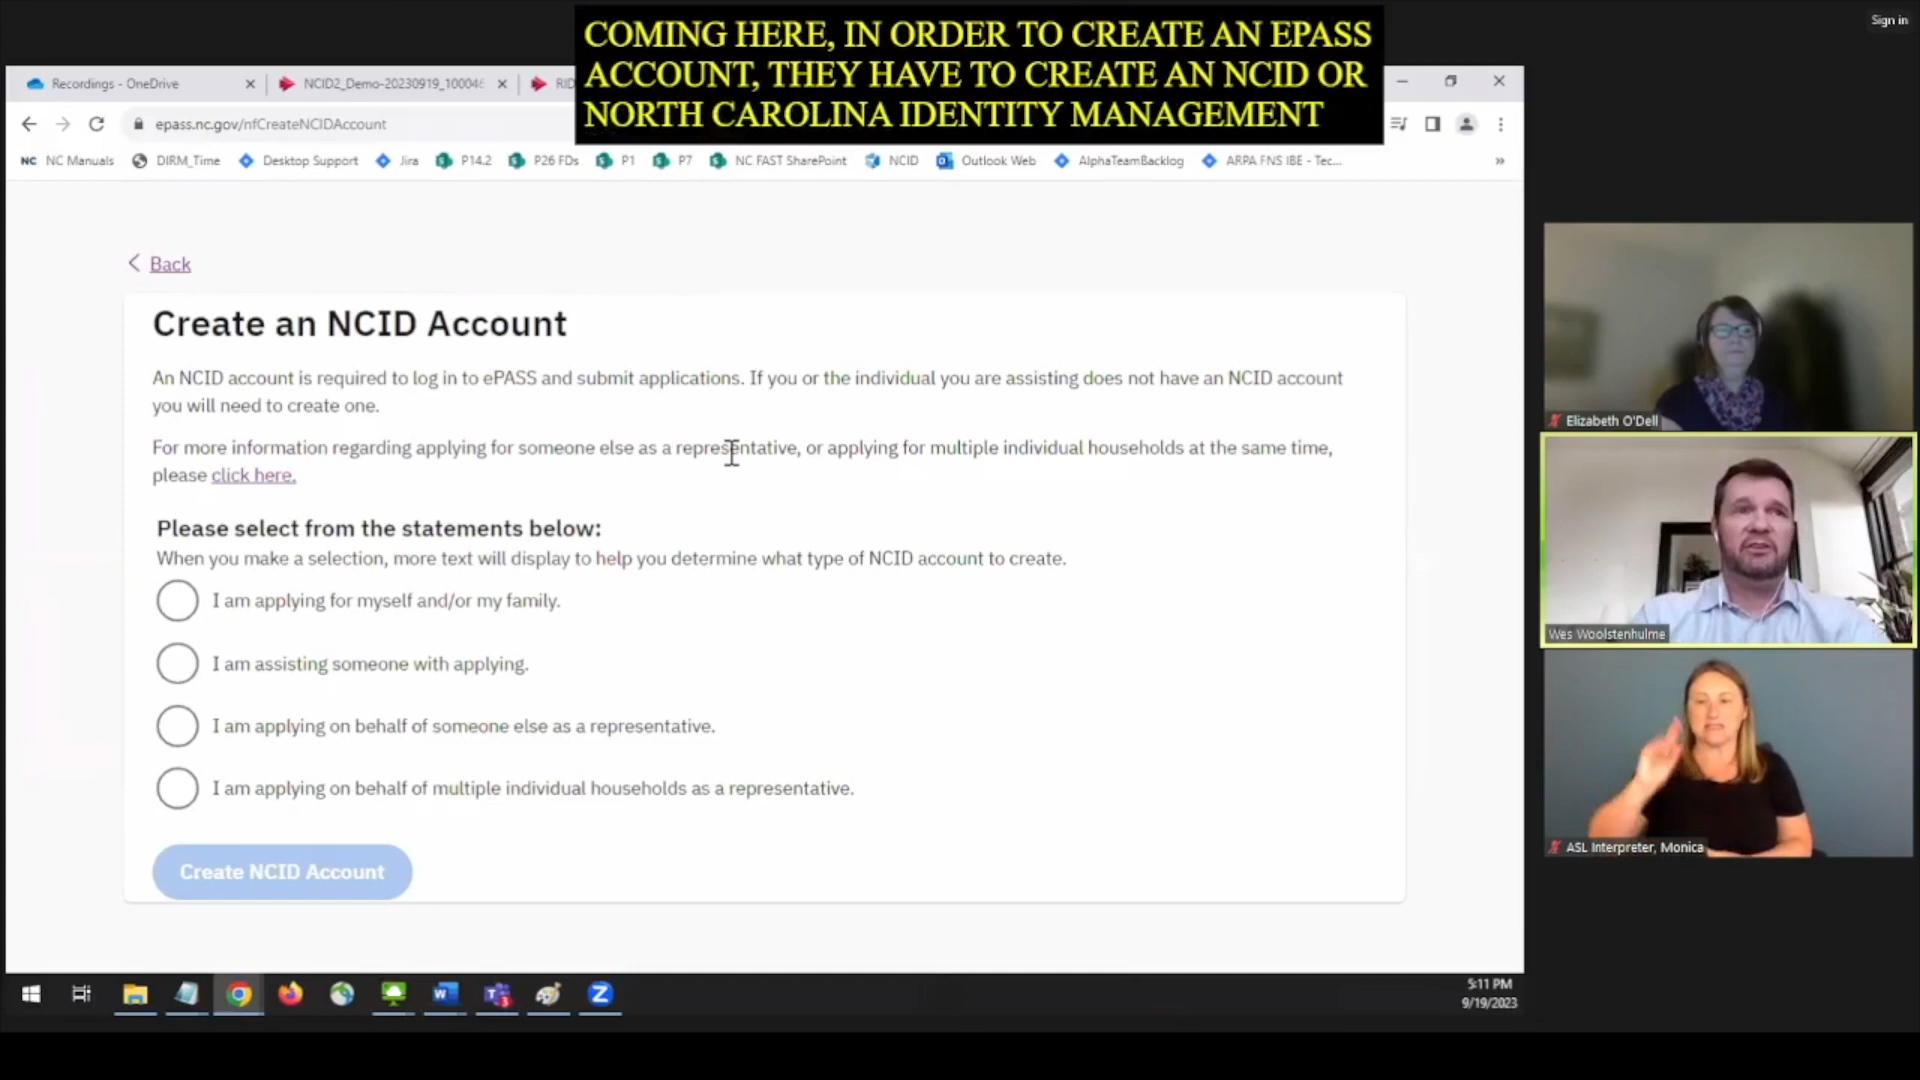 COMING HERE, IN ORDER TO CREATE AN EPASS
ACCOUNT, THEY HAVE TO CREATE AN NCID OR
NORTH CAROLINA IDENTITY MANAGEMENT
Sign in
Recordings - OneDrive
NCID2_Demo-20230919_10004
RID
epass.nc.gov/nfCreateNCIDAccount
NC NC Manuals DIRM_Time Desktop Support Jira P14.2 P26 FDs P1 P7 NC FAST SharePoint NCID Outlook Web AlphaTeamBacklog ARPA FNS IBE - Tec...
Back
Create an NCID Account
An NCID account is required to log in to ePASS and submit applications. If you or the individual you are assisting does not have an NCID account
you will need to create one.
For more information regarding applying for someone else as a representative, or applying for multiple individual households at the same time,
please click here.
Please select from the statements below:
When you make a selection, more text will display to help you determine what type of NCID account to create.
I am applying for myself and/or my family.
I am assisting someone with applying.
I am applying on behalf of someone else as a representative.
I am applying on behalf of multiple individual households as a representative.
Create NCID Account
Elizabeth O'Dell
Wes Woolstenhulme
ASL Interpreter, Monica
5:11 PM
9/19/2023